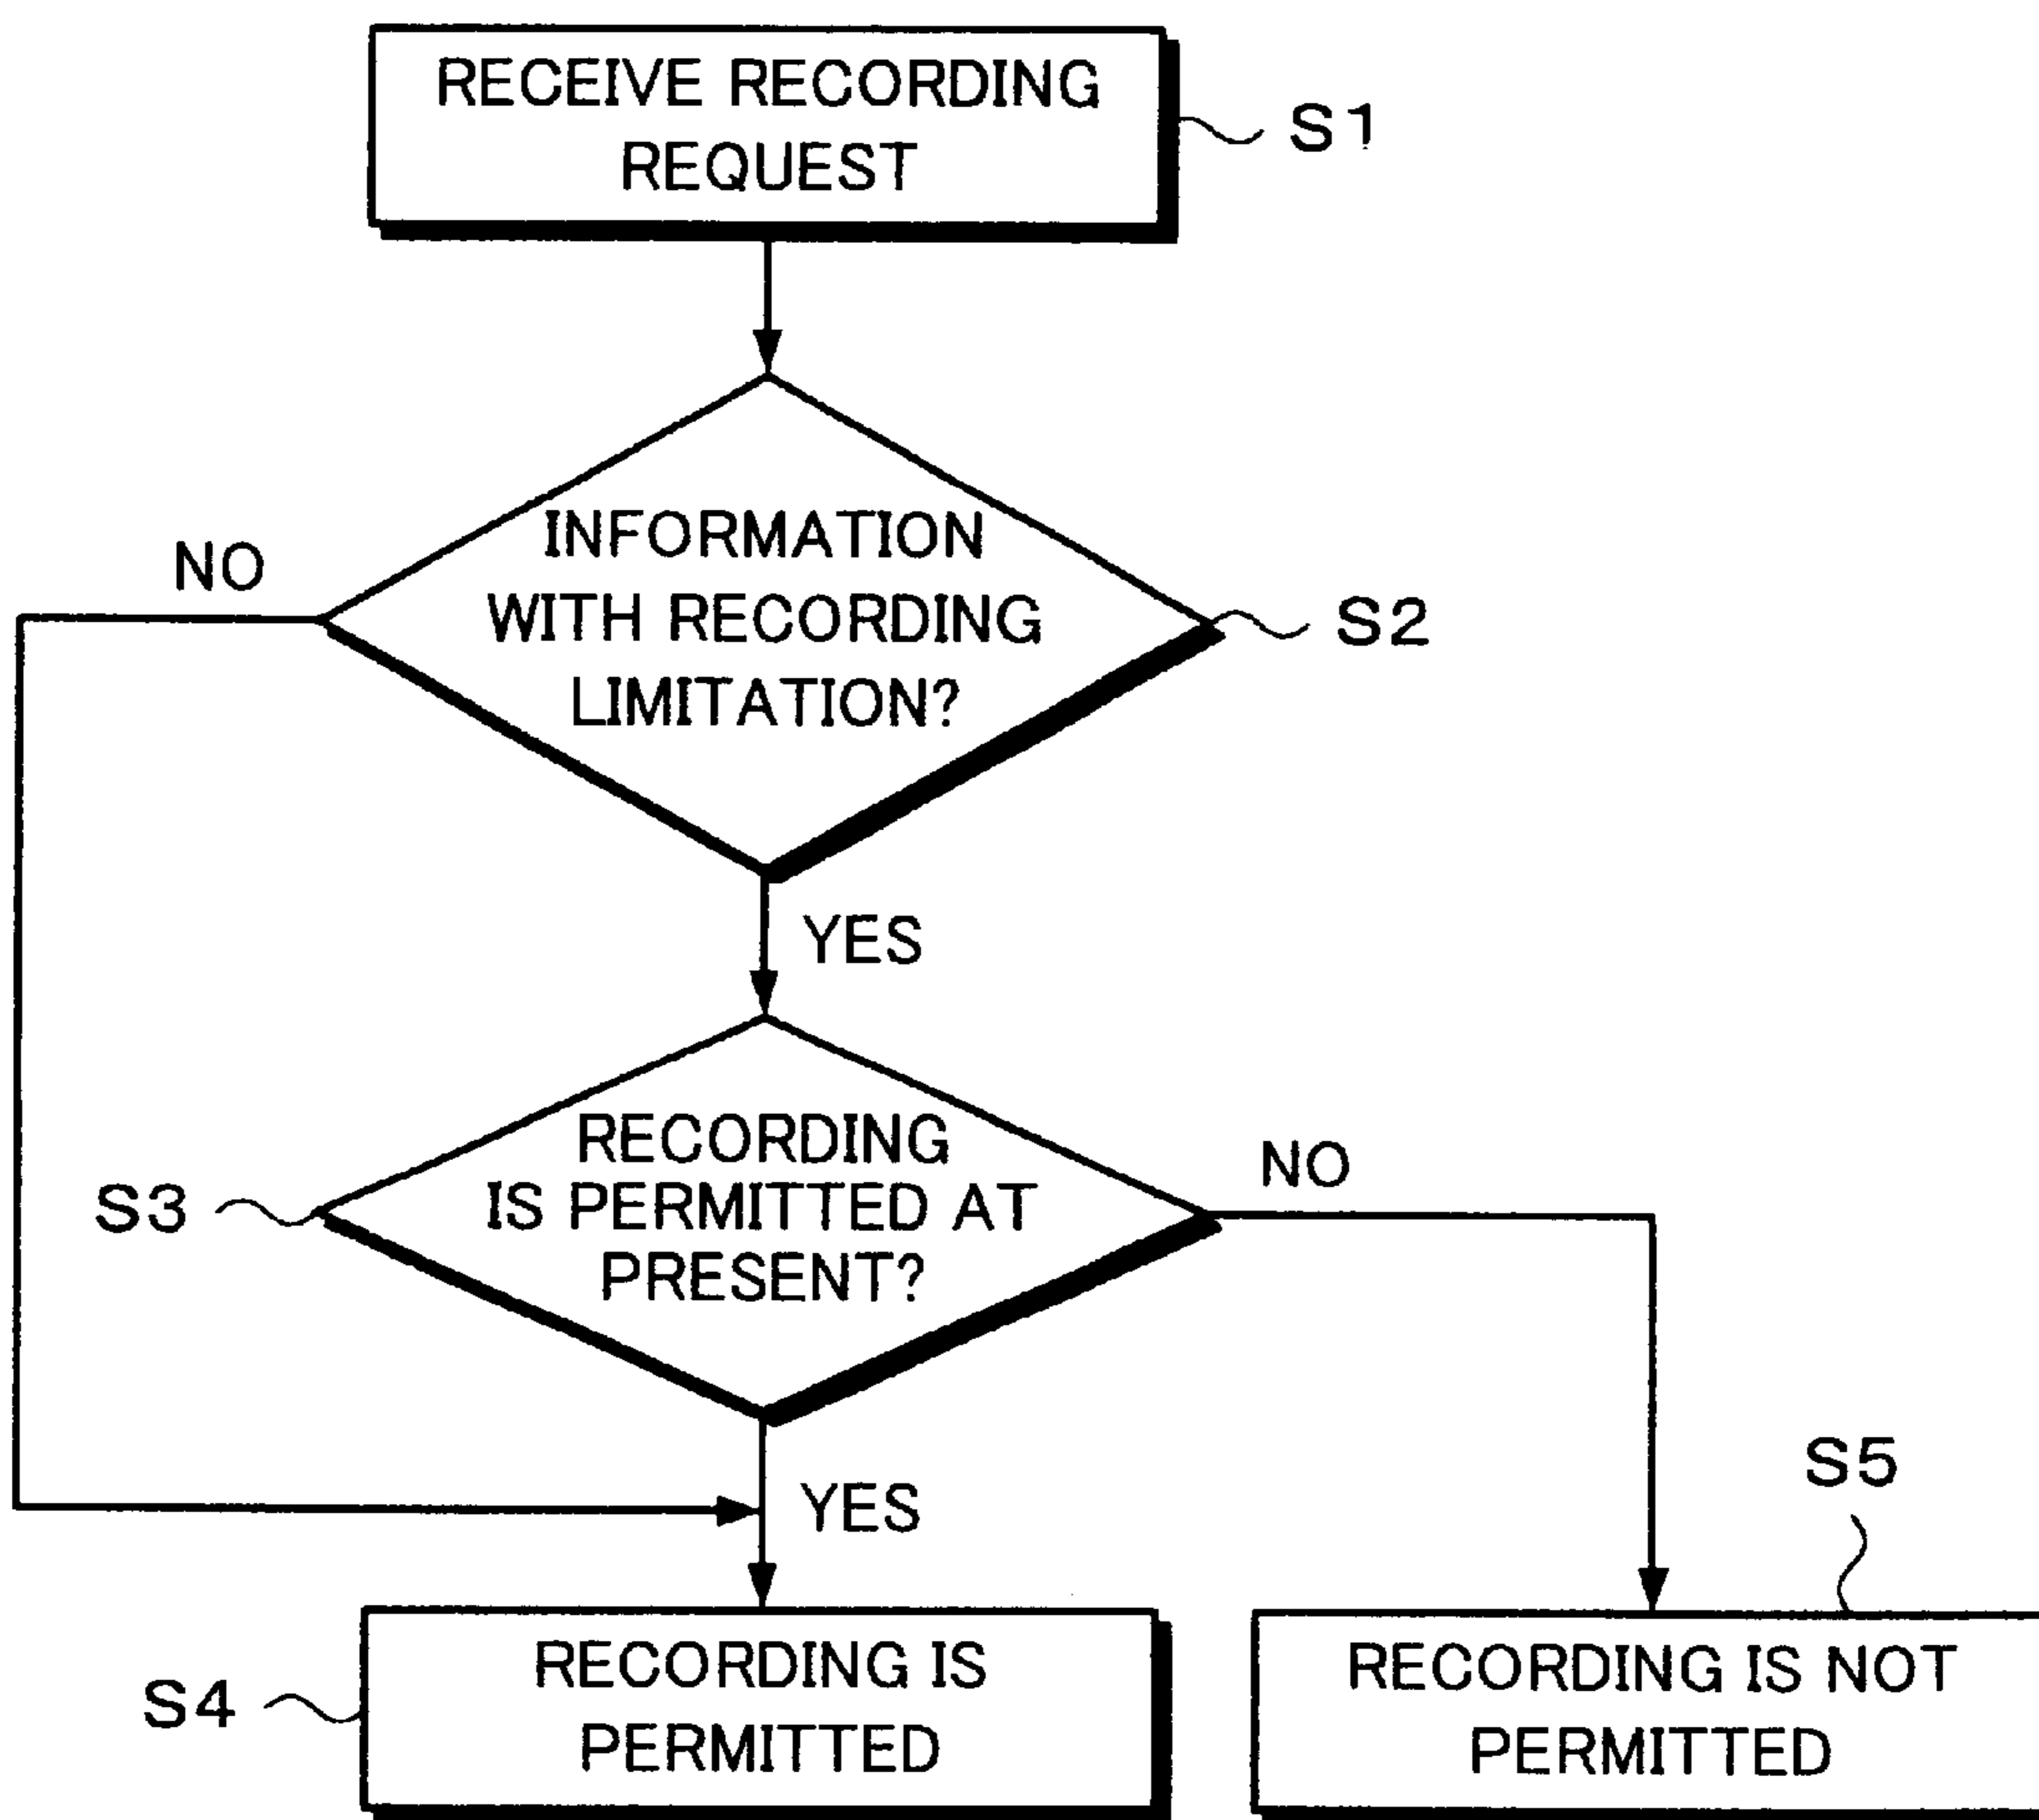 RECEIVE RECORDING
REQUEST
S1
INFORMATION
WITH RECORDING
LIMITATION?
NO
S2
YES
RECORDING
IS PERMITTED AT
PRESENT?
S3
NO
YES
S5
RECORDING IS
PERMITTED
S4
RECORDING IS NOT
PERMITTED